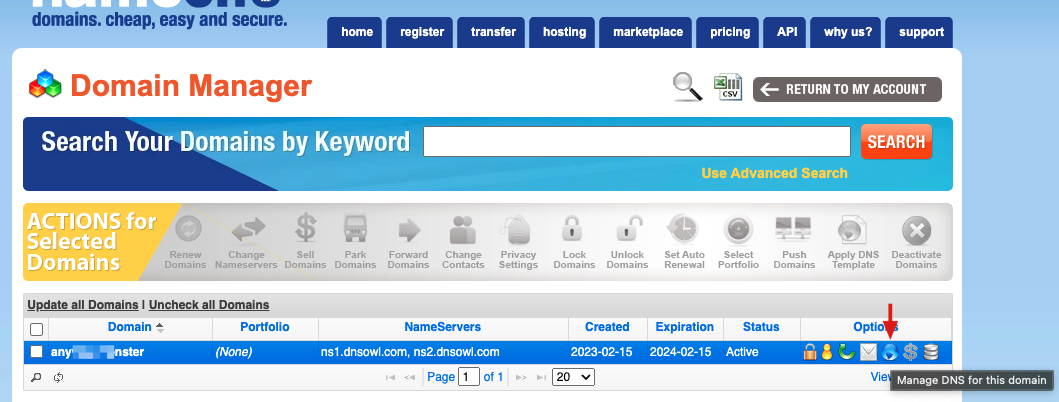 domains. cheap, easy and secure.
home register transfer hosting marketplace pricing API why us? support
Domain Manager
CSV
RETURN TO MY ACCOUNT
Search Your Domains by Keyword
SEARCH
Use Advanced Search
ACTIONS for
Selected
Domains
Renew Domains
Change Nameservers
Sell Domains
Park Domains
Forward Domains
Change Contacts
Privacy Settings
Lock Domains
Unlock Domains
Set Auto Renewal
Select Portfolio
Push Domains
Apply DNS Template
Deactivate Domains
Update all Domains | Uncheck all Domains
Domain Portfolio NameServers Created Expiration Status Options
(None) ns1.dnsowl.com, ns2.dnsowl.com 2023-02-15 2024-02-15 Active
Page 1 of 1 20
Manage DNS for this domain